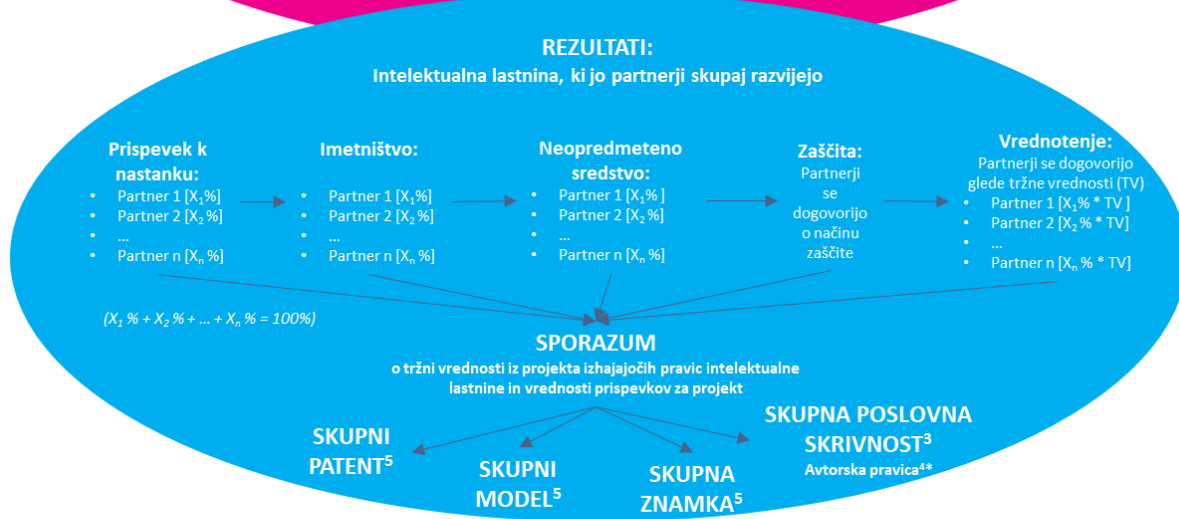 REZULTATI:
Intelektualna lastnina, ki jo partnerji skupaj razvijejo
Prispevek k
nastanku:
• Partner 1 [X₁%]
• Partner 2 [X₂ %]
• ...
• Partner n [Xₙ %]
Imetništvo:
• Partner 1 [X₁%]
• Partner 2 [X₂ %]
• ...
• Partner n [Xₙ %]
Neopredmeteno
sredstvo:
• Partner 1 [X₁% ]
• Partner 2 [X₂ %]
• ...
• Partner n [Xₙ %]
Zaščita:
Partnerji
se
dogovorijo
o načinu
zaščite
Vrednotenje:
Partnerji se dogovorijo
glede tržne vrednosti (TV)
• Partner 1 [X₁% * TV ]
• Partner 2 [X₂ % * TV]
• ...
• Partner n [Xₙ % * TV]
(X₁ % + X₂ % + ... + Xₙ % = 100%)
SPORAZUM
o tržni vrednosti iz projekta izhajajočih pravic intelektualne
lastnine in vrednosti prispevkov za projekt
SKUPNI
PATENT⁵
SKUPNI
MODEL⁵
SKUPNA
ZNAMKA⁵
SKUPNA POSLOVNA
SKRIVNOST³
Avtorska pravica⁴*